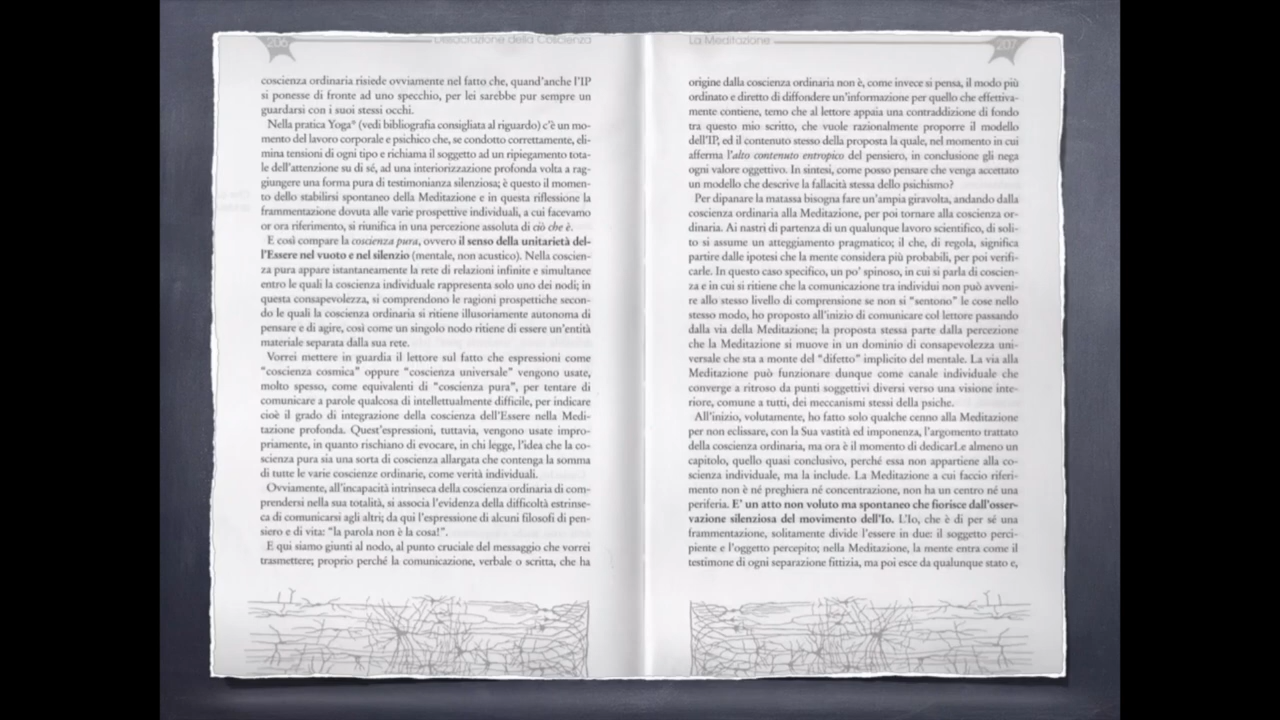 206
Dissociazione della Coscienza
coscienza ordinaria risiede ovviamente nel fatto che, quand'anche l'IP
si ponesse di fronte ad uno specchio, per lei sarebbe pur sempre un
guardarsi con i suoi stessi occhi.
Nella pratica Yoga* (vedi bibliografia consigliata al riguardo) c'è un mo-
mento del lavoro corporale e psichico che, se condotto correttamente, eli-
mina tensioni di ogni tipo e richiama il soggetto ad un ripiegamento tota-
le dell'attenzione su di sé, ad una interiorizzazione profonda volta a rag-
giungere una forma pura di testimonianza silenziosa; è questo il momen-
to dello stabilirsi spontaneo della Meditazione e in questa riflessione la
frammentazione dovuta alle varie prospettive individuali, a cui facevamo
or ora riferimento, si riunifica in una percezione assoluta di ciò che è.
E così compare la coscienza pura, ovvero il senso della unitarietà del-
l'Essere nel vuoto e nel silenzio (mentale, non acustico). Nella coscien-
za pura appare istantaneamente la rete di relazioni infinite e simultanee
entro le quali la coscienza individuale rappresenta solo uno dei nodi; in
questa consapevolezza, si comprendono le ragioni prospettiche secon-
do le quali la coscienza ordinaria si ritiene illusoriamente autonoma di
pensare e di agire, così come un singolo nodo ritiene di essere un'entità
materiale separata dalla sua rete.
Vorrei mettere in guardia il lettore sul fatto che espressioni come
"coscienza cosmica" oppure "coscienza universale" vengono usate,
molto spesso, come equivalenti di "coscienza pura", per tentare di
comunicare a parole qualcosa di intellettualmente difficile, per indicare
cioè il grado di integrazione della coscienza dell'Essere nella Medi-
tazione profonda. Quest'espressioni, tuttavia, vengono usate impro-
priamente, in quanto rischiano di evocare, in chi legge, l'idea che la co-
scienza pura sia una sorta di coscienza allargata che contenga la somma
di tutte le varie coscienze ordinarie, come verità individuali.
Ovviamente, all'incapacità intrinseca della coscienza ordinaria di com-
prendersi nella sua totalità, si associa l'evidenza della difficoltà estrinse-
ca di comunicarsi agli altri; da qui l'espressione di alcuni filosofi di pen-
siero e di vita: "la parola non è la cosa!".
E qui siamo giunti al nodo, al punto cruciale del messaggio che vorrei
trasmettere; proprio perché la comunicazione, verbale o scritta, che ha
La Meditazione
207
origine dalla coscienza ordinaria non è, come invece si pensa, il modo più
ordinato e diretto di diffondere un'informazione per quello che effettiva-
mente contiene, temo che al lettore appaia una contraddizione di fondo
tra questo mio scritto, che vuole razionalmente proporre il modello
dell'IP, ed il contenuto stesso della proposta la quale, nel momento in cui
afferma l'alto contenuto entropico del pensiero, in conclusione gli nega
ogni valore oggettivo. In sintesi, come posso pensare che venga accettato
un modello che descrive la fallacità stessa dello psichismo?
Per dipanare la matassa bisogna fare un'ampia giravolta, andando dalla
coscienza ordinaria alla Meditazione, per poi tornare alla coscienza or-
dinaria. Ai nastri di partenza di un qualunque lavoro scientifico, di soli-
to si assume un atteggiamento pragmatico; il che, di regola, significa
partire dalle ipotesi che la mente considera più probabili, per poi verifi-
carle. In questo caso specifico, un po' spinoso, in cui si parla di coscien-
za e in cui si ritiene che la comunicazione tra individui non può avveni-
re allo stesso livello di comprensione se non si "sentono" le cose nello
stesso modo, ho proposto all'inizio di comunicare col lettore passando
dalla via della Meditazione; la proposta stessa parte dalla percezione
che la Meditazione si muove in un dominio di consapevolezza uni-
versale che sta a monte del "difetto" implicito del mentale. La via alla
Meditazione può funzionare dunque come canale individuale che
converge a ritroso da punti soggettivi diversi verso una visione inte-
riore, comune a tutti, dei meccanismi stessi della psiche.
All'inizio, volutamente, ho fatto solo qualche cenno alla Meditazione
per non eclissare, con la Sua vastità ed imponenza, l'argomento trattato
della coscienza ordinaria, ma ora è il momento di dedicarLe almeno un
capitolo, quello quasi conclusivo, perché essa non appartiene alla co-
scienza individuale, ma la include. La Meditazione a cui faccio riferi-
mento non è né preghiera né concentrazione, non ha un centro né una
periferia. E' un atto non voluto ma spontaneo che fiorisce dall'osser-
vazione silenziosa del movimento dell'Io. L'Io, che è di per sé una
frammentazione, solitamente divide l'essere in due: il soggetto perci-
piente e l'oggetto percepito; nella Meditazione, la mente entra come il
testimone di ogni separazione fittizia, ma poi esce da qualunque stato e,